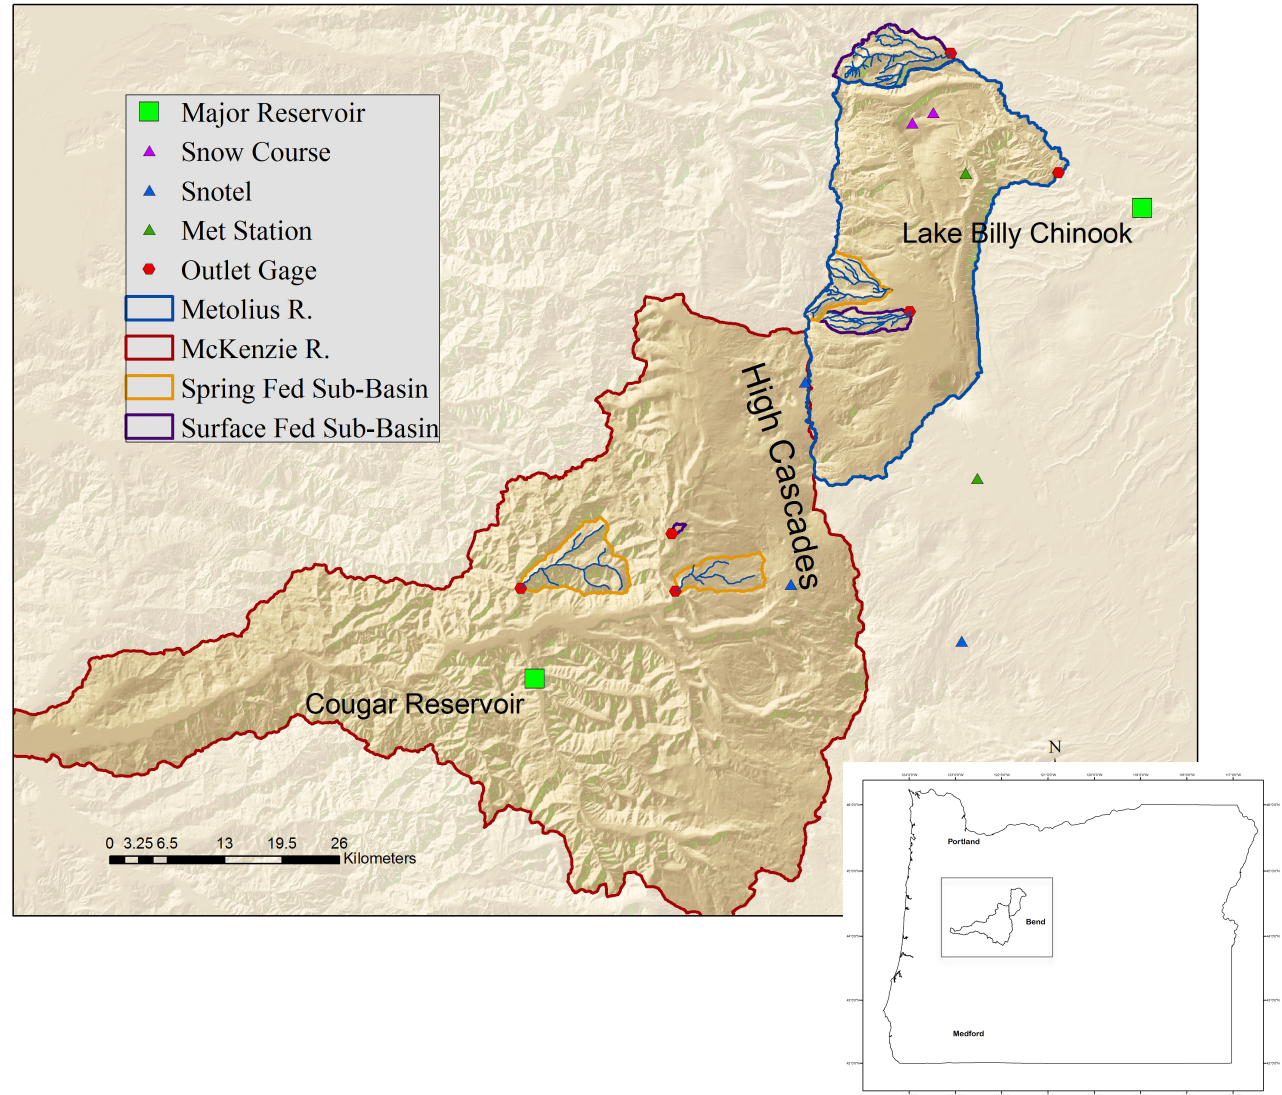 Major Reservoir
Snow Course
Snotel
Met Station
Outlet Gage
Metolius R.
McKenzie R.
Spring Fed Sub-Basin
Surface Fed Sub-Basin
Lake Billy Chinook
High Cascades
Cougar Reservoir
N
0 3.25 6.5 13 19.5 26
Kilometers
Portland
Bend
Medford